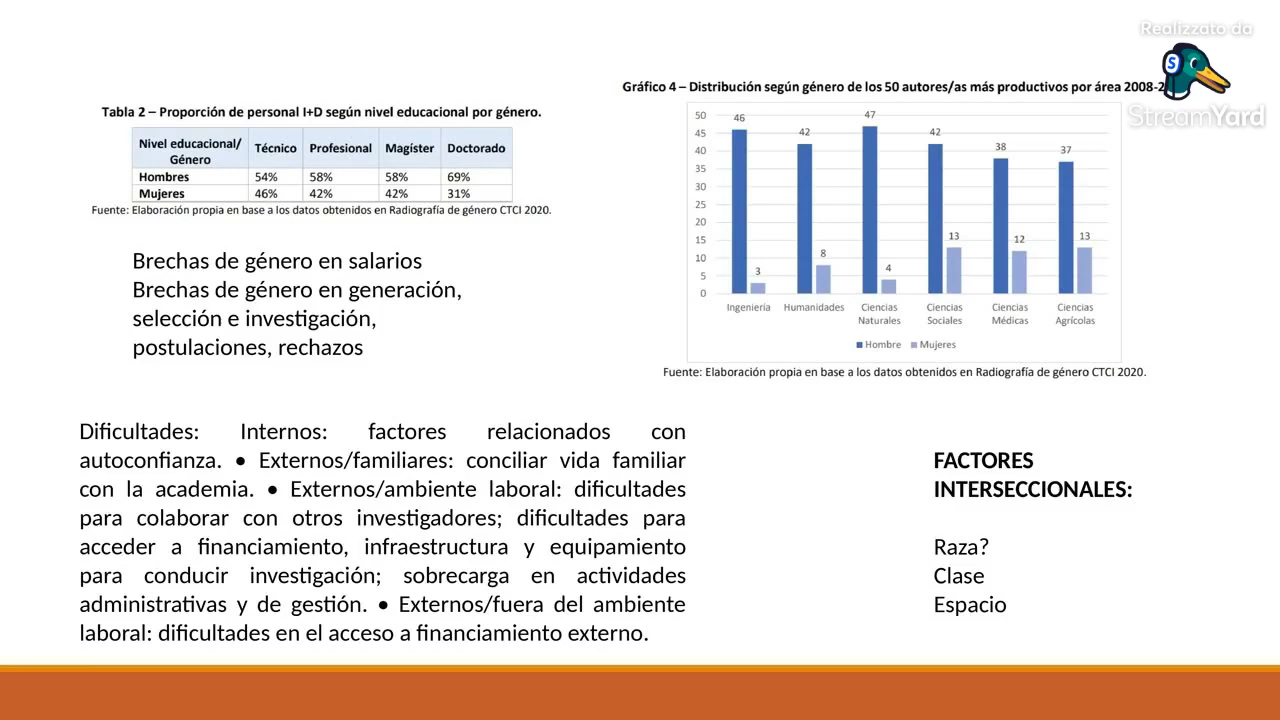 Realizzato da
StreamYard
Tabla 2 – Proporción de personal I+D según nivel educacional por género.
Nivel educacional/ Género Técnico Profesional Magíster Doctorado
Hombres 54% 58% 58% 69%
Mujeres 46% 42% 42% 31%
Fuente: Elaboración propia en base a los datos obtenidos en Radiografía de género CTCI 2020.
Gráfico 4 – Distribución según género de los 50 autores/as más productivos por área 2008-2
50
45
40
35
30
25
20
15
10
5
0
46 3 42 8 47 4 42 13 38 12 37 13
Ingeniería Humanidades Ciencias Naturales Ciencias Sociales Ciencias Médicas Ciencias Agrícolas
Hombre Mujeres
Fuente: Elaboración propia en base a los datos obtenidos en Radiografía de género CTCI 2020.
Brechas de género en salarios
Brechas de género en generación,
selección e investigación,
postulaciones, rechazos
Dificultades: Internos: factores relacionados con
autoconfianza. • Externos/familiares: conciliar vida familiar
con la academia. • Externos/ambiente laboral: dificultades
para colaborar con otros investigadores; dificultades para
acceder a financiamiento, infraestructura y equipamiento
para conducir investigación; sobrecarga en actividades
administrativas y de gestión. • Externos/fuera del ambiente
laboral: dificultades en el acceso a financiamiento externo.
FACTORES
INTERSECCIONALES:
Raza?
Clase
Espacio